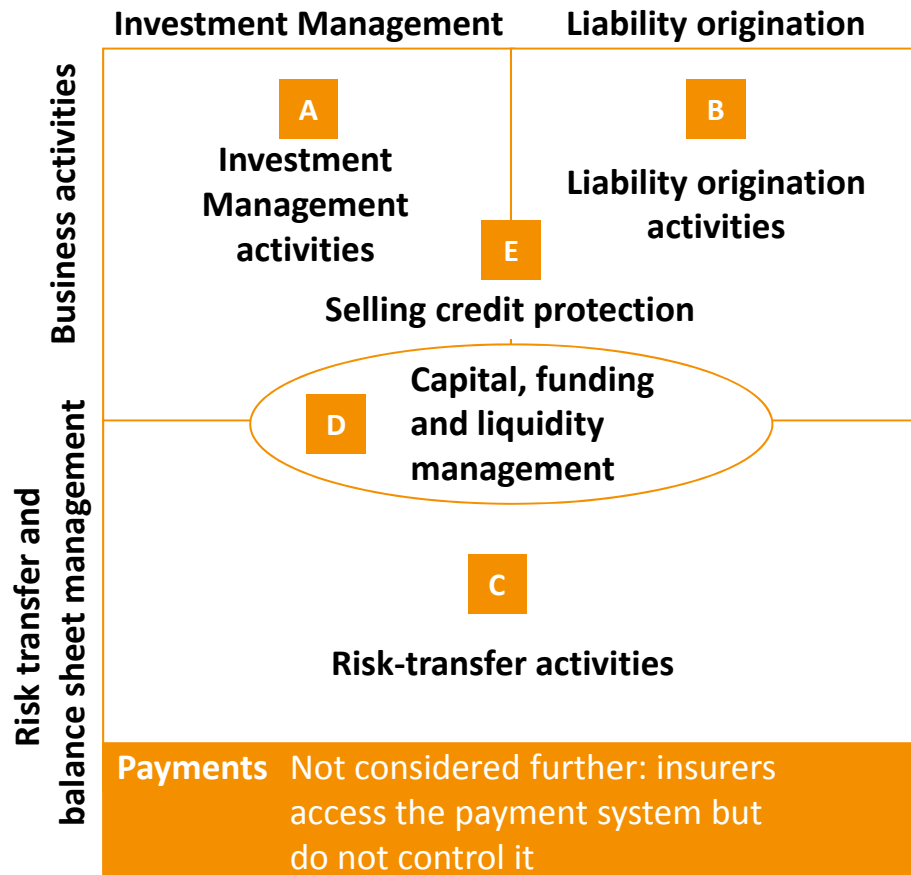 Investment Management
Liability origination
Business activities
A
Investment
Management
activities
B
Liability origination
activities
E
Selling credit protection
D
Capital, funding
and liquidity
management
Risk transfer and
balance sheet management
C
Risk-transfer activities
Payments
Not considered further: insurers
access the payment system but
do not control it